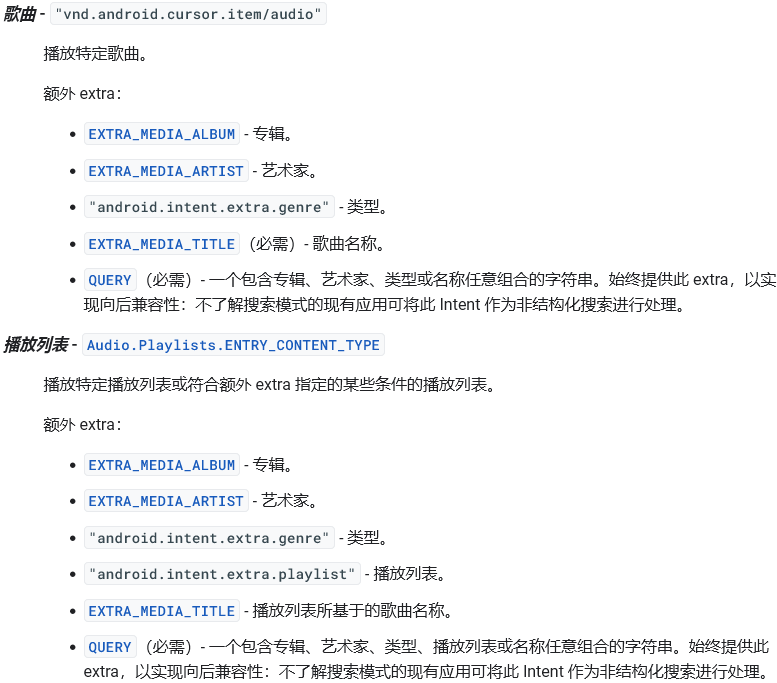 歌曲 - "vnd.android.cursor.item/audio"
播放特定歌曲。
额外 extra：
• EXTRA_MEDIA_ALBUM - 专辑。
• EXTRA_MEDIA_ARTIST - 艺术家。
• "android.intent.extra.genre" - 类型。
• EXTRA_MEDIA_TITLE（必需）- 歌曲名称。
• QUERY（必需）- 一个包含专辑、艺术家、类型或名称任意组合的字符串。始终提供此 extra，以实
现向后兼容性：不了解搜索模式的现有应用可将此 Intent 作为非结构化搜索进行处理。
播放列表 - Audio.Playlists.ENTRY_CONTENT_TYPE
播放特定播放列表或符合额外 extra 指定的某些条件的播放列表。
额外 extra：
• EXTRA_MEDIA_ALBUM - 专辑。
• EXTRA_MEDIA_ARTIST - 艺术家。
• "android.intent.extra.genre" - 类型。
• "android.intent.extra.playlist" - 播放列表。
• EXTRA_MEDIA_TITLE - 播放列表所基于的歌曲名称。
• QUERY（必需）- 一个包含专辑、艺术家、类型、播放列表或名称任意组合的字符串。始终提供此
extra，以实现向后兼容性：不了解搜索模式的现有应用可将此 Intent 作为非结构化搜索进行处理。